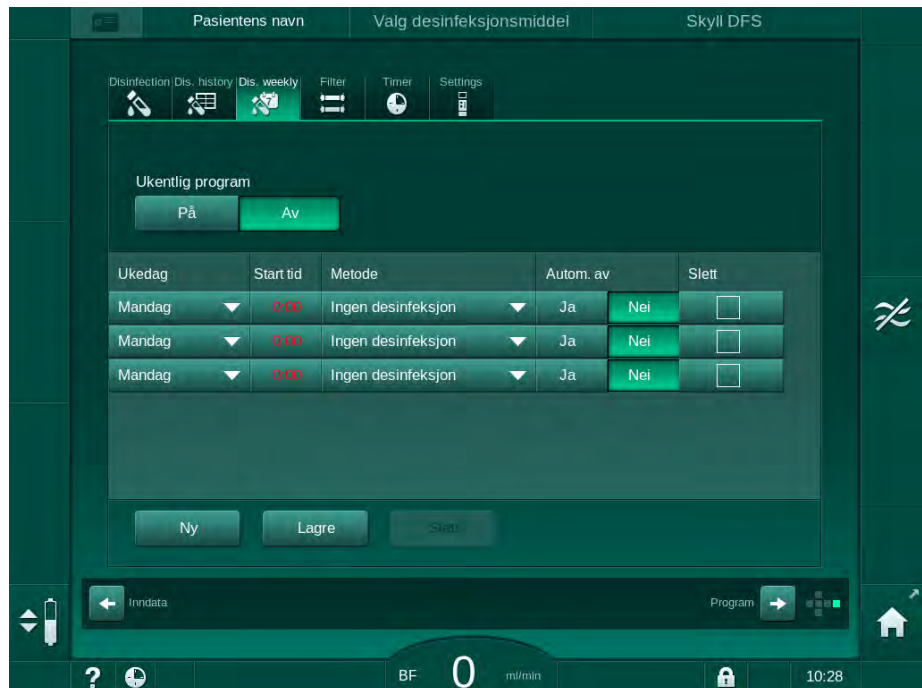 Pasientens navn Valg desinfeksjonsmiddel Skyll DFS
Disinfection Dis. history Dis. weekly Filter Timer Settings
7
Ukentlig program
På Av
Ukedag Start tid Metode Autom. av Slett
Mandag 0:00 Ingen desinfeksjon Ja Nei
Mandag 0:00 Ingen desinfeksjon Ja Nei
Mandag 0:00 Ingen desinfeksjon Ja Nei
Ny Lagre Slett
Inndata Program
? BF 0 ml/min 10:28